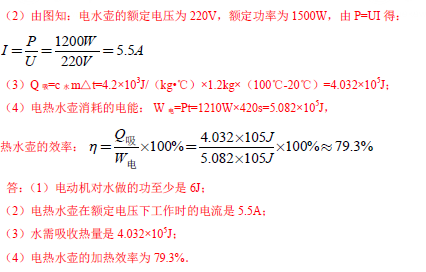 （2）由图知：电水壶的额定电压为220V，额定功率为1500W，由P=UI得：
I = P/U = 1200W/220V = 5.5A
（3）Q吸=c水m△t=4.2×10³J/（kg•℃）×1.2kg×（100℃-20℃）=4.032×10⁵J；
（4）电热水壶消耗的电能： W电=Pt=1210W×420s=5.082×10⁵J，
热水壶的效率： η = Q吸/W电 ×100% = 4.032×105J/5.082×105J ×100% ≈ 79.3%
答：（1）电动机对水做的功至少是6J；
（2）电热水壶在额定电压下工作时的电流是5.5A；
（3）水需吸收热量是4.032×10⁵J；
（4）电热水壶的加热效率为79.3%．